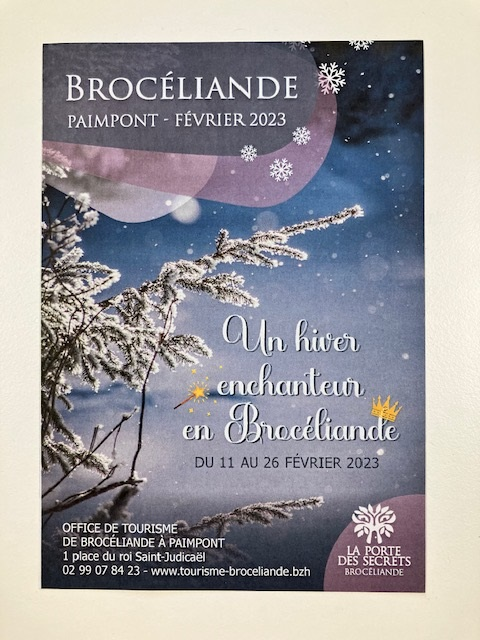 BROCÉLIANDE
PAIMPONT - FÉVRIER 2023
Un hiver
enchanteur
en Brocéliande
DU 11 AU 26 FÉVRIER 2023
OFFICE DE TOURISME
DE BROCÉLIANDE À PAIMPONT
1 place du roi Saint-Judicaël
02 99 07 84 23 - www.tourisme-broceliande.bzh
LA PORTE
DES SECRETS
BROCÉLIANDE